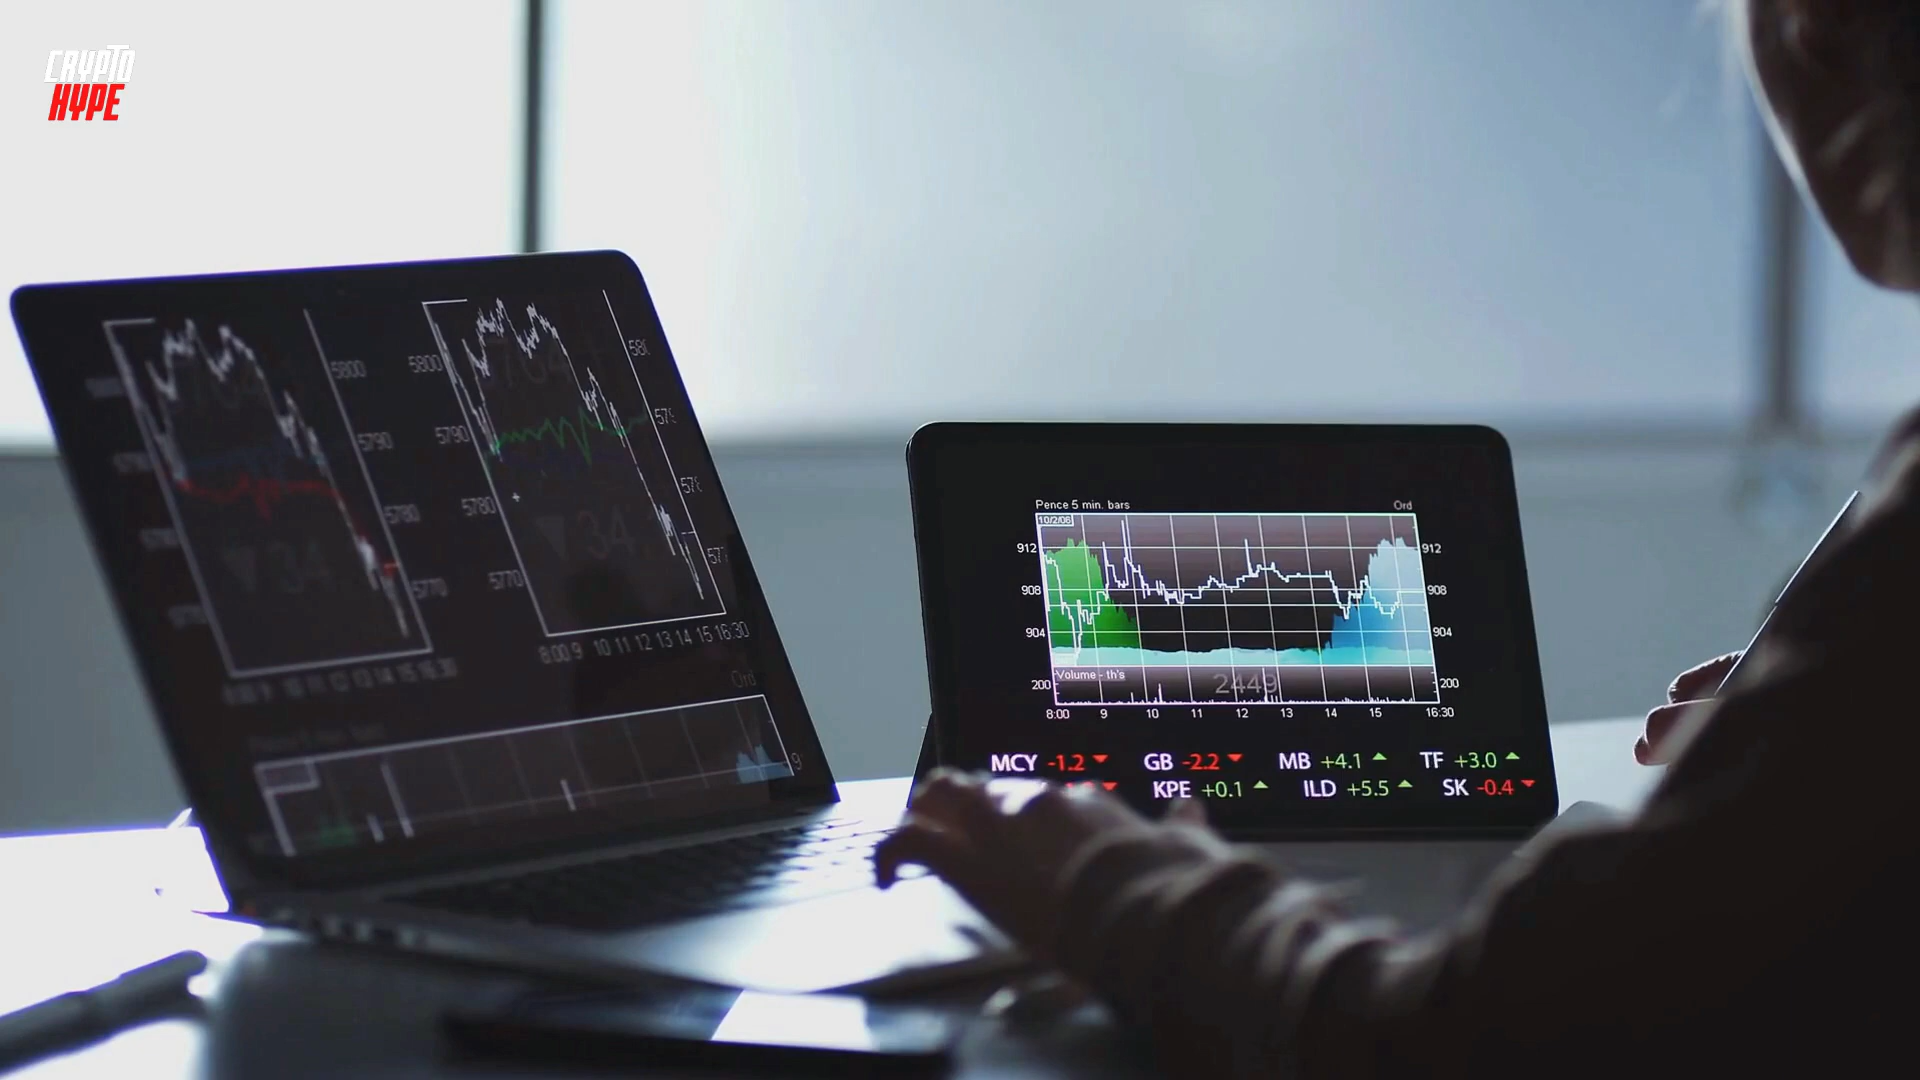 CRYPTO
HYPE
5800
5790
5780
5770
5800
5790
5780
5770
8:00 9 10 11 12 13 14 15 16:30
Ord
Pence 5 min. bars Ord
10/2/06
912 912
908 908
904 904
Volume - th's
2449
200 200
8:00 9 10 11 12 13 14 15 16:30
MCY -1.2 GB -2.2 MB +4.1 TF +3.0
KPE +0.1 ILD +5.5 SK -0.4